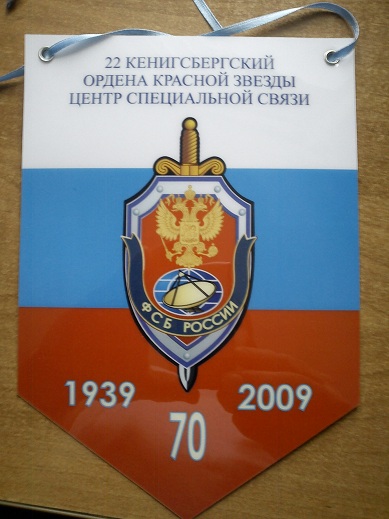 22 КЕНИГСБЕРГСКИЙ
ОРДЕНА КРАСНОЙ ЗВЕЗДЫ
ЦЕНТР СПЕЦИАЛЬНОЙ СВЯЗИ
ФСБ РОССИИ
1939 2009
70